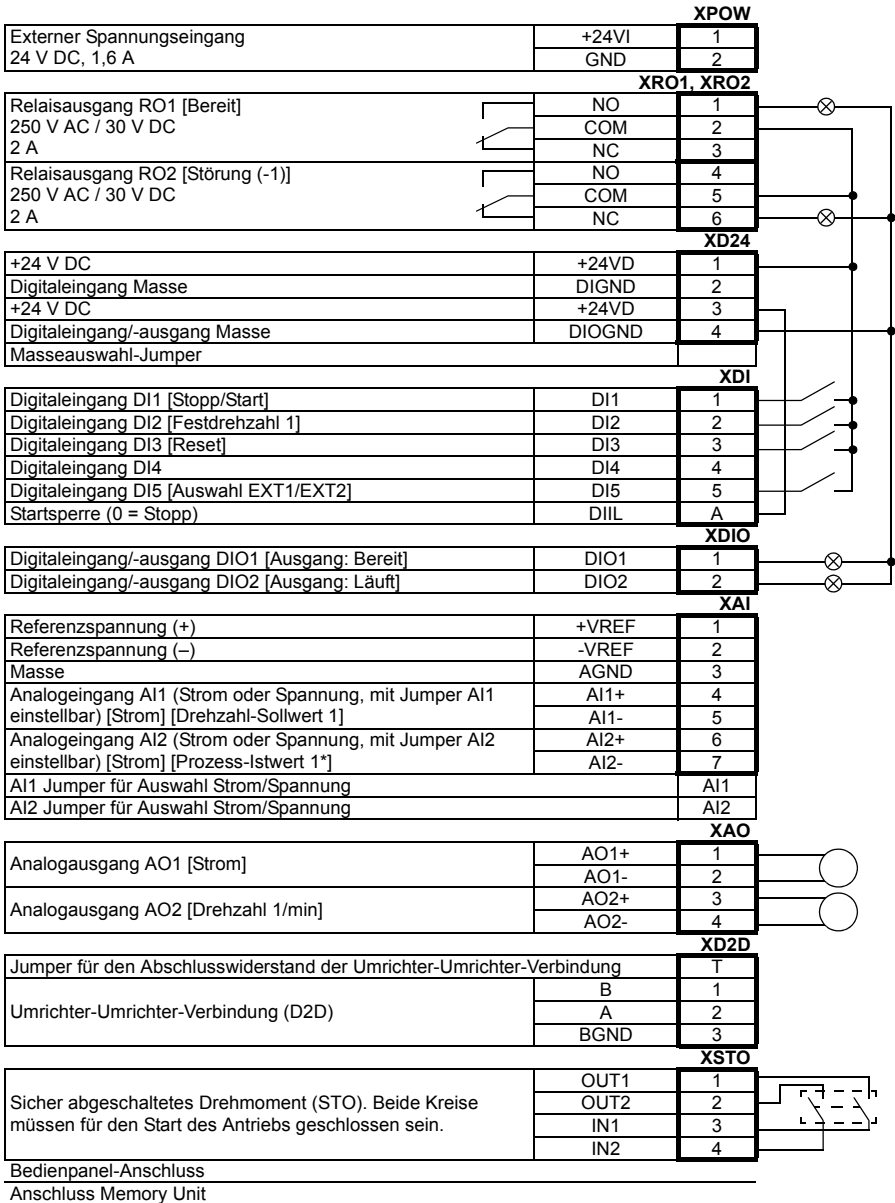 XPOW
Externer Spannungseingang +24VI 1
24 V DC, 1,6 A GND 2
XRO1, XRO2
Relaisausgang RO1 [Bereit] NO 1
250 V AC / 30 V DC COM 2
2 A NC 3
Relaisausgang RO2 [Störung (-1)] NO 4
250 V AC / 30 V DC COM 5
2 A NC 6
XD24
+24 V DC +24VD 1
Digitaleingang Masse DIGND 2
+24 V DC +24VD 3
Digitaleingang/-ausgang Masse DIOGND 4
Masseauswahl-Jumper
XDI
Digitaleingang DI1 [Stopp/Start] DI1 1
Digitaleingang DI2 [Festdrehzahl 1] DI2 2
Digitaleingang DI3 [Reset] DI3 3
Digitaleingang DI4 DI4 4
Digitaleingang DI5 [Auswahl EXT1/EXT2] DI5 5
Startsperre (0 = Stopp) DIIL A
XDIO
Digitaleingang/-ausgang DIO1 [Ausgang: Bereit] DIO1 1
Digitaleingang/-ausgang DIO2 [Ausgang: Läuft] DIO2 2
XAI
Referenzspannung (+) +VREF 1
Referenzspannung (–) -VREF 2
Masse AGND 3
Analogeingang AI1 (Strom oder Spannung, mit Jumper AI1 AI1+ 4
einstellbar) [Strom] [Drehzahl-Sollwert 1] AI1- 5
Analogeingang AI2 (Strom oder Spannung, mit Jumper AI2 AI2+ 6
einstellbar) [Strom] [Prozess-Istwert 1*] AI2- 7
AI1 Jumper für Auswahl Strom/Spannung AI1
AI2 Jumper für Auswahl Strom/Spannung AI2
XAO
Analogausgang AO1 [Strom] AO1+ 1
AO1- 2
Analogausgang AO2 [Drehzahl 1/min] AO2+ 3
AO2- 4
XD2D
Jumper für den Abschlusswiderstand der Umrichter-Umrichter-Verbindung T
Umrichter-Umrichter-Verbindung (D2D) B 1
A 2
BGND 3
XSTO
OUT1 1
Sicher abgeschaltetes Drehmoment (STO). Beide Kreise OUT2 2
müssen für den Start des Antriebs geschlossen sein. IN1 3
IN2 4
Bedienpanel-Anschluss
Anschluss Memory Unit